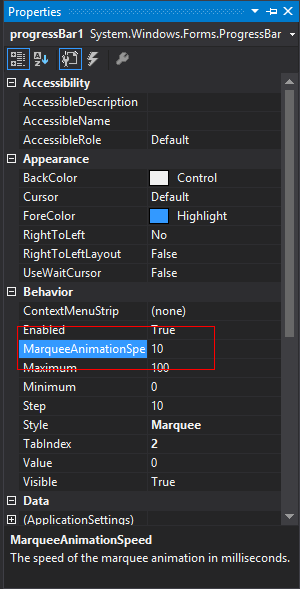 Properties
progressBar1 System.Windows.Forms.ProgressBar
Accessibility
AccessibleDescription
AccessibleName
AccessibleRole Default
Appearance
BackColor Control
Cursor Default
ForeColor Highlight
RightToLeft No
RightToLeftLayout False
UseWaitCursor False
Behavior
ContextMenuStrip (none)
Enabled True
MarqueeAnimationSpe 10
Maximum 100
Minimum 0
Step 10
Style Marquee
TabIndex 2
Value 0
Visible True
Data
(ApplicationSettings)
MarqueeAnimationSpeed
The speed of the marquee animation in milliseconds.